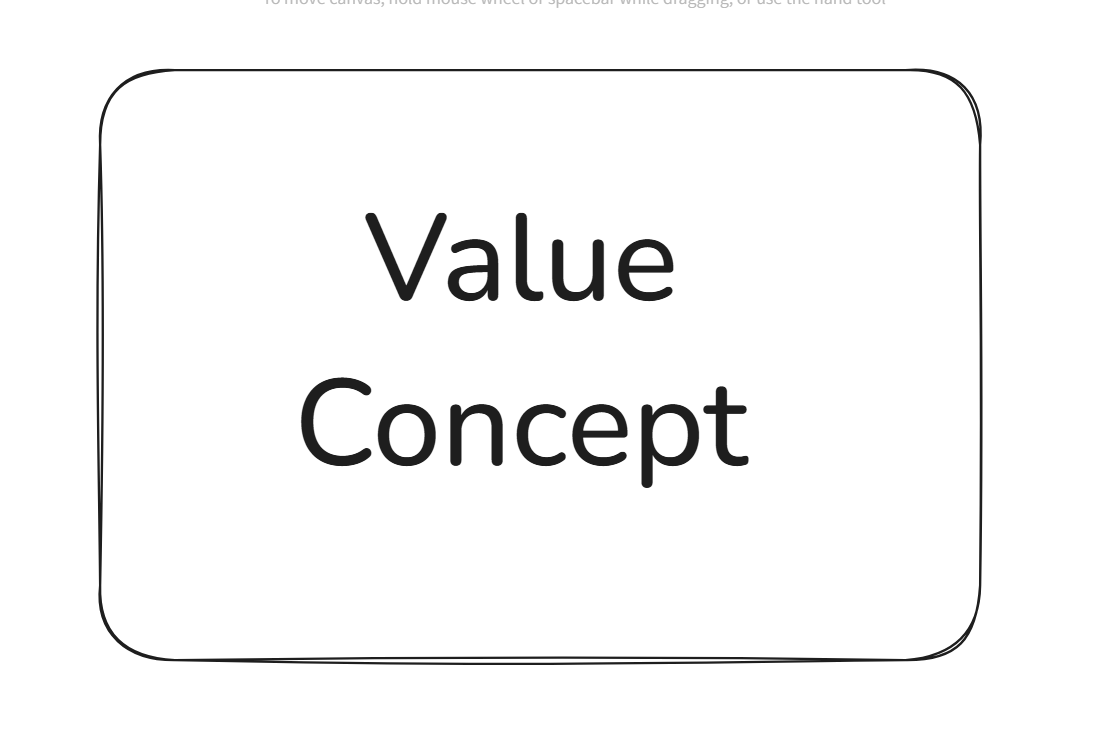 To move canvas, hold mouse wheel or spacebar while dragging, or use the hand tool
Value
Concept